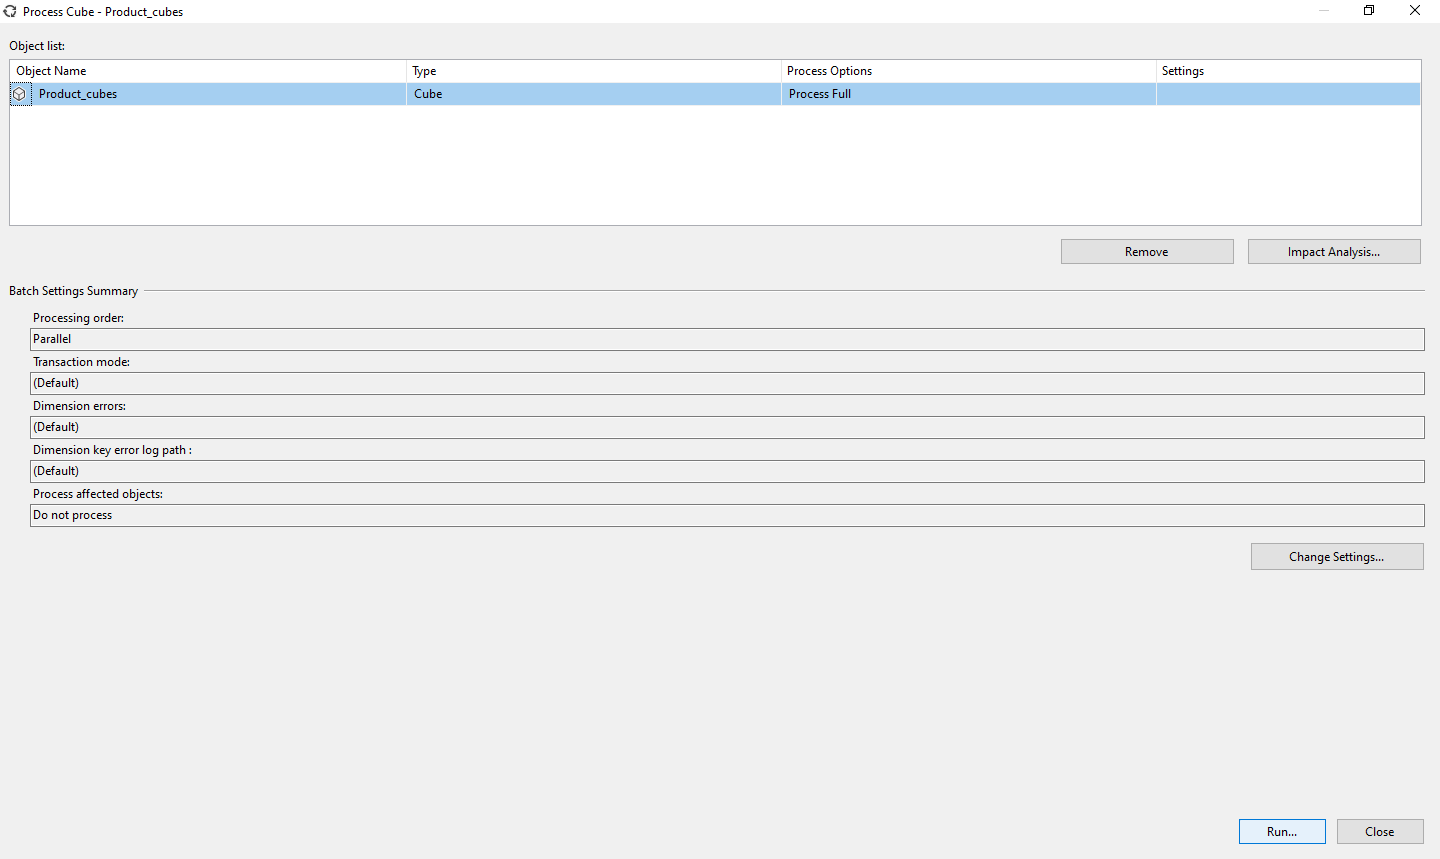 Process Cube - Product_cubes
Object list:
Object Name Type Process Options Settings
Product_cubes Cube Process Full
Remove Impact Analysis...
Batch Settings Summary
Processing order:
Parallel
Transaction mode:
(Default)
Dimension errors:
(Default)
Dimension key error log path :
(Default)
Process affected objects:
Do not process
Change Settings...
Run... Close